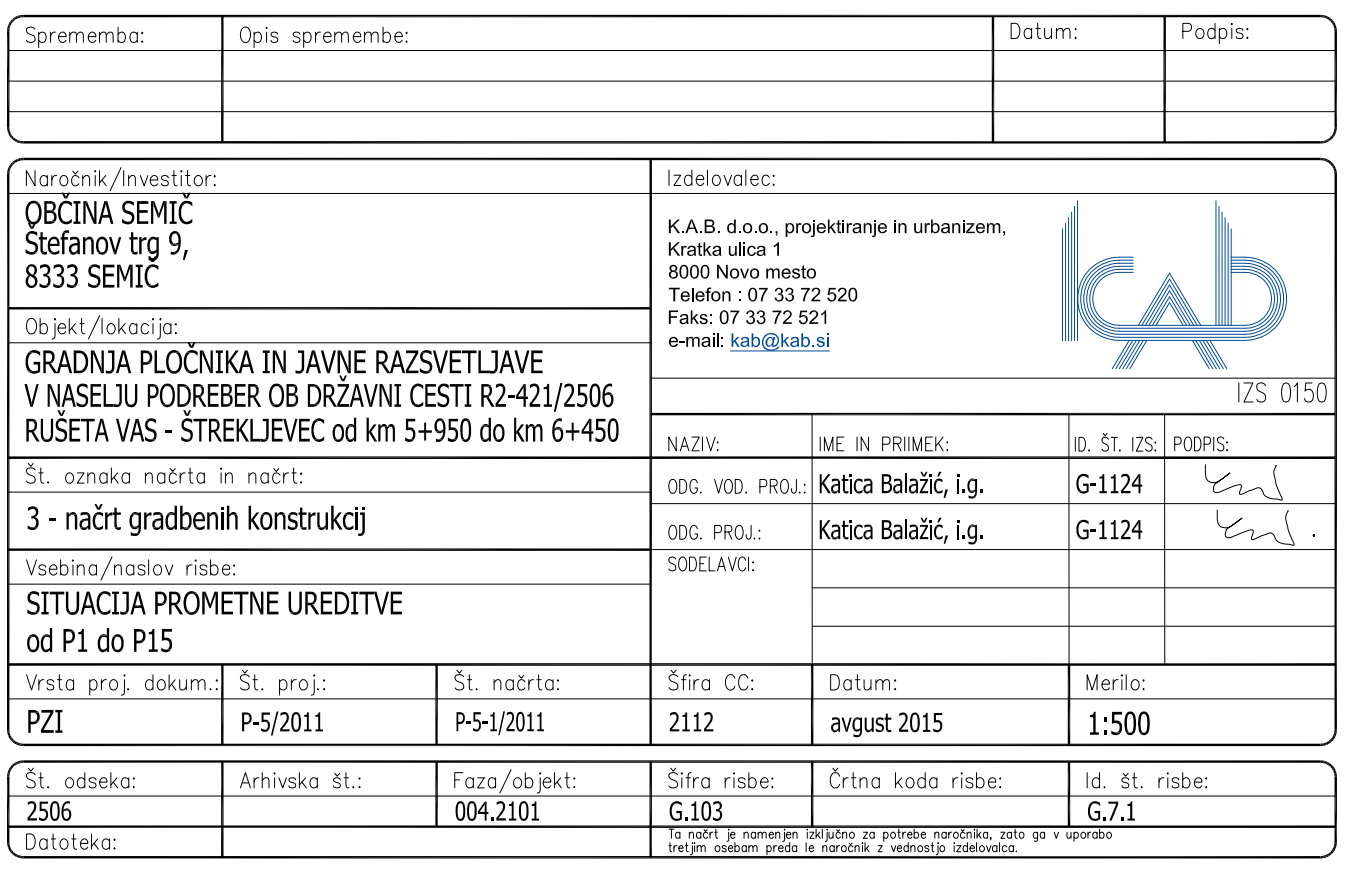 Sprememba: Opis spremembe: Datum: Podpis:
Naročnik/Investitor:
OBČINA SEMIČ
Štefanov trg 9,
8333 SEMIČ
Objekt/lokacija:
GRADNJA PLOČNIKA IN JAVNE RAZSVETLJAVE
V NASELJU PODREBER OB DRŽAVNI CESTI R2-421/2506
RUŠETA VAS - ŠTREKLJEVEC od km 5+950 do km 6+450
Št. oznaka načrta in načrt:
3 - načrt gradbenih konstrukcij
Vsebina/naslov risbe:
SITUACIJA PROMETNE UREDITVE
od P1 do P15
Izdelovalec:
K.A.B. d.o.o., projektiranje in urbanizem,
Kratka ulica 1
8000 Novo mesto
Telefon : 07 33 72 520
Faks: 07 33 72 521
e-mail: kab@kab.si
kab
IZS 0150
NAZIV: IME IN PRIIMEK: ID. ŠT. IZS: PODPIS:
ODG. VOD. PROJ.: Katica Balažić, i.g. G-1124
ODG. PROJ.: Katica Balažić, i.g. G-1124
SODELAVCI:
Vrsta proj. dokum.: Št. proj.: Št. načrta: Šfira CC: Datum: Merilo:
PZI P-5/2011 P-5-1/2011 2112 avgust 2015 1:500
Št. odseka: Arhivska št.: Faza/objekt: Šifra risbe: Črtna koda risbe: Id. št. risbe:
2506 004.2101 G.103 G.7.1
Datoteka:
Ta načrt je namenjen izključno za potrebe naročnika, zato ga v uporabo
tretjim osebam preda le naročnik z vednostjo izdelovalca.